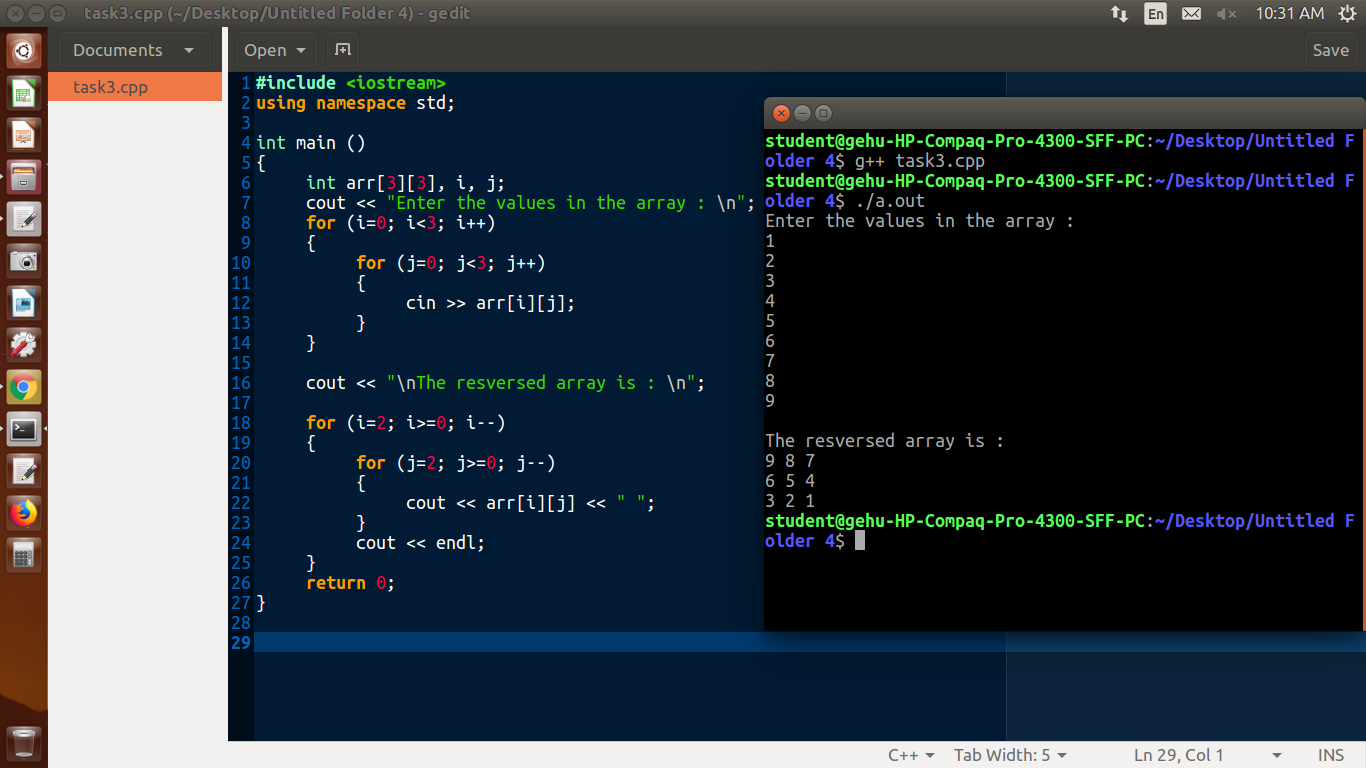 task3.cpp (~/Desktop/Untitled Folder 4) - gedit
En
10:31 AM
Documents
Open
Save
task3.cpp
1 #include <iostream>
2 using namespace std;
3
4 int main ()
5 {
6 int arr[3][3], i, j;
7 cout << "Enter the values in the array : \n";
8 for (i=0; i<3; i++)
9 {
10 for (j=0; j<3; j++)
11 {
12 cin >> arr[i][j];
13 }
14 }
15
16 cout << "\nThe resversed array is : \n";
17
18 for (i=2; i>=0; i--)
19 {
20 for (j=2; j>=0; j--)
21 {
22 cout << arr[i][j] << " ";
23 }
24 cout << endl;
25 }
26 return 0;
27 }
28
29
student@gehu-HP-Compaq-Pro-4300-SFF-PC:~/Desktop/Untitled F
older 4$ g++ task3.cpp
student@gehu-HP-Compaq-Pro-4300-SFF-PC:~/Desktop/Untitled F
older 4$ ./a.out
Enter the values in the array :
1
2
3
4
5
6
7
8
9
The resversed array is :
9 8 7
6 5 4
3 2 1
student@gehu-HP-Compaq-Pro-4300-SFF-PC:~/Desktop/Untitled F
older 4$
C++
Tab Width: 5
Ln 29, Col 1
INS